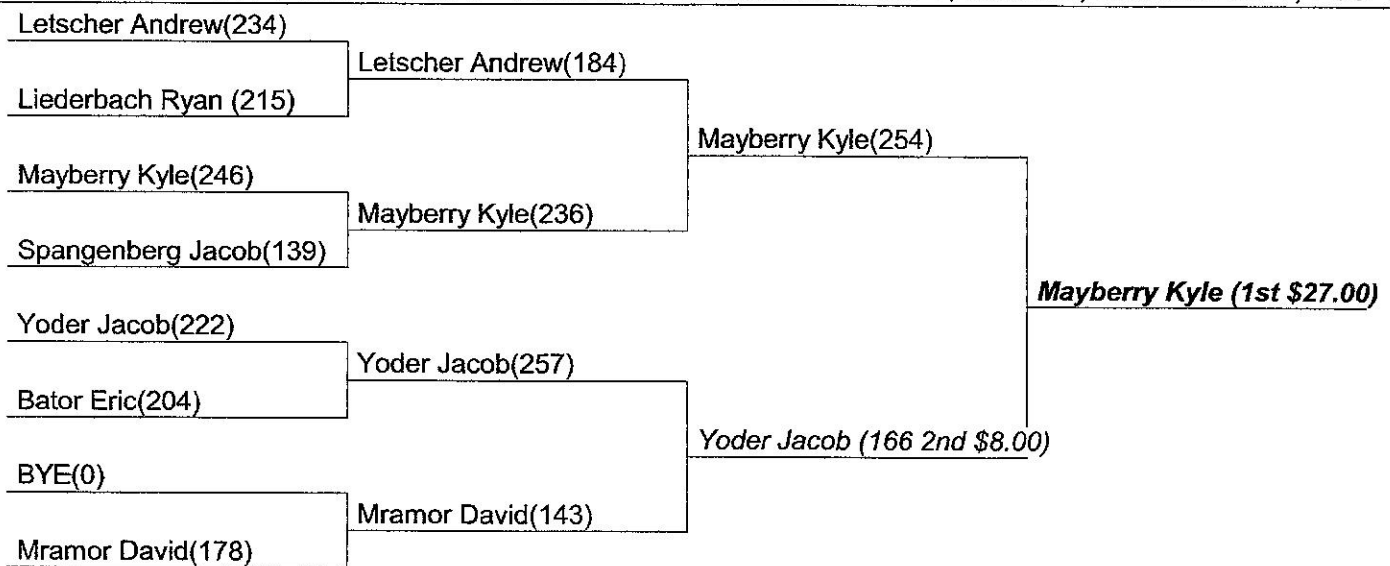 Letscher Andrew(234)
Letscher Andrew(184)
Liederbach Ryan (215)
Mayberry Kyle(254)
Mayberry Kyle(246)
Mayberry Kyle(236)
Spangenberg Jacob(139)
Mayberry Kyle (1st $27.00)
Yoder Jacob(222)
Yoder Jacob(257)
Bator Eric(204)
Yoder Jacob (166 2nd $8.00)
BYE(0)
Mramor David(143)
Mramor David(178)